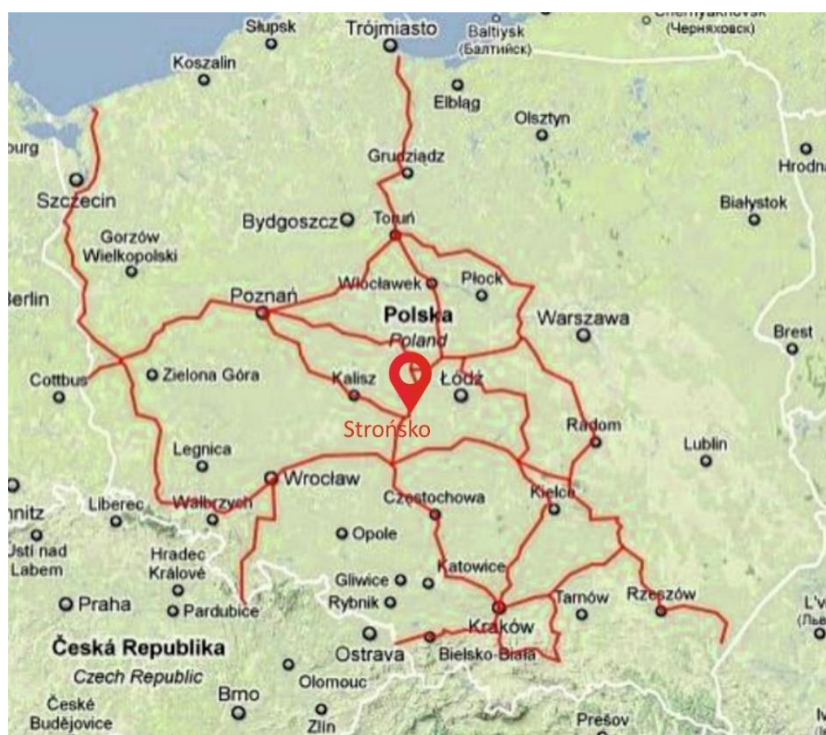 Słupsk
Trójmiasto
Baltiysk
(Балтийск)
(Черняховск)
Koszalin
Elbląg
Olsztyn
Grudziądz
Hrodna
Szczecin
Białystok
Bydgoszcz
Toruń
Gorzów
Wielkopolski
Włocławek
Płock
Berlin
Poznań
Polska
Poland
Warszawa
Brest
Cottbus
Zielona Góra
Kalisz
Łódź
Strońsko
Radom
Legnica
Lublin
Wrocław
Częstochowa
Kielce
Liberec
Wałbrzych
Opole
Ústí nad
Labem
Hradec
Králové
Katowice
Gliwice
Rybnik
Tarnów
Rzeszów
Praha
Pardubice
Kraków
Česká Republika
Czech Republic
Ostrava
Bielsko-Biała
Olomouc
Brno
České
Budějovice
Zlín
Prešov